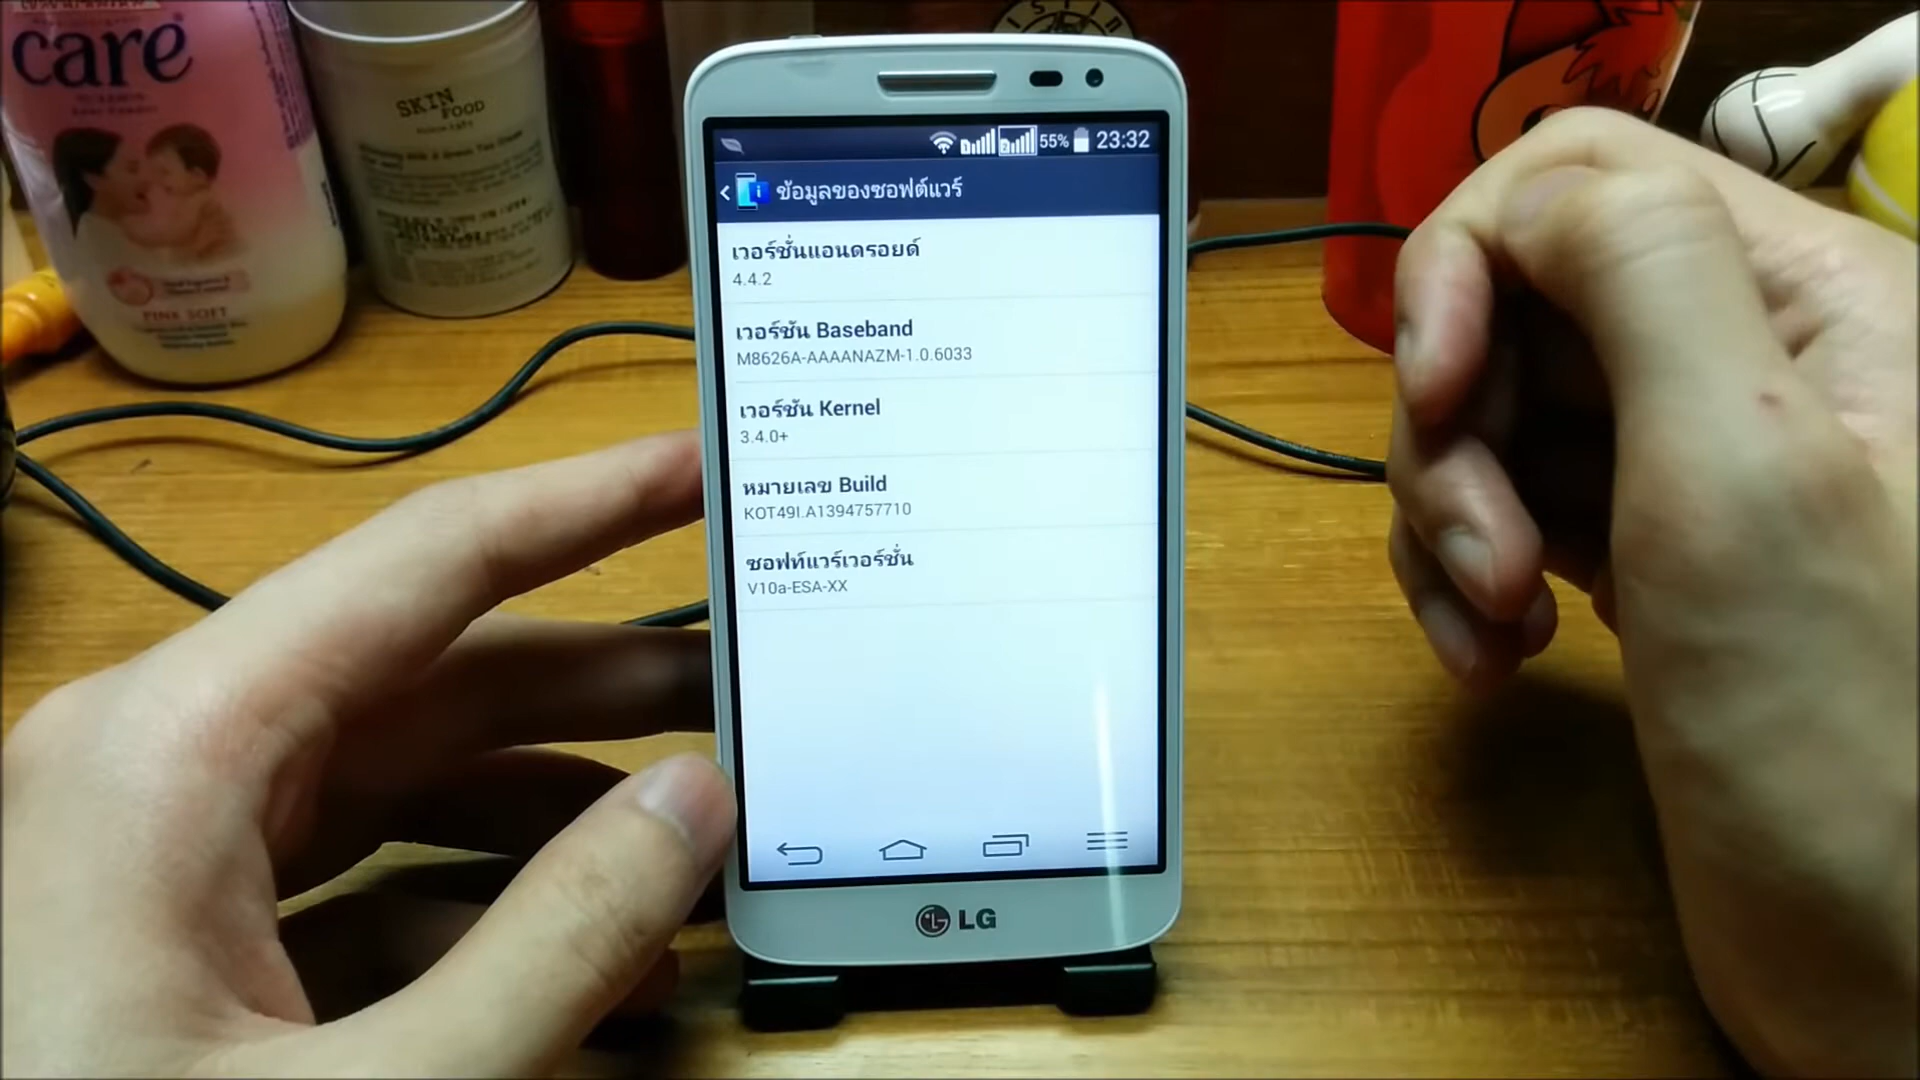 care
PINK SOFT
SKIN
FOOD
55% 23:32
ข้อมูลของซอฟต์แวร์
เวอร์ชั่นแอนดรอยด์
4.4.2
เวอร์ชัน Baseband
M8626A-AAAANAZM-1.0.6033
เวอร์ชัน Kernel
3.4.0+
หมายเลข Build
KOT49I.A1394757710
ซอฟท์แวร์เวอร์ชั่น
V10a-ESA-XX
LG